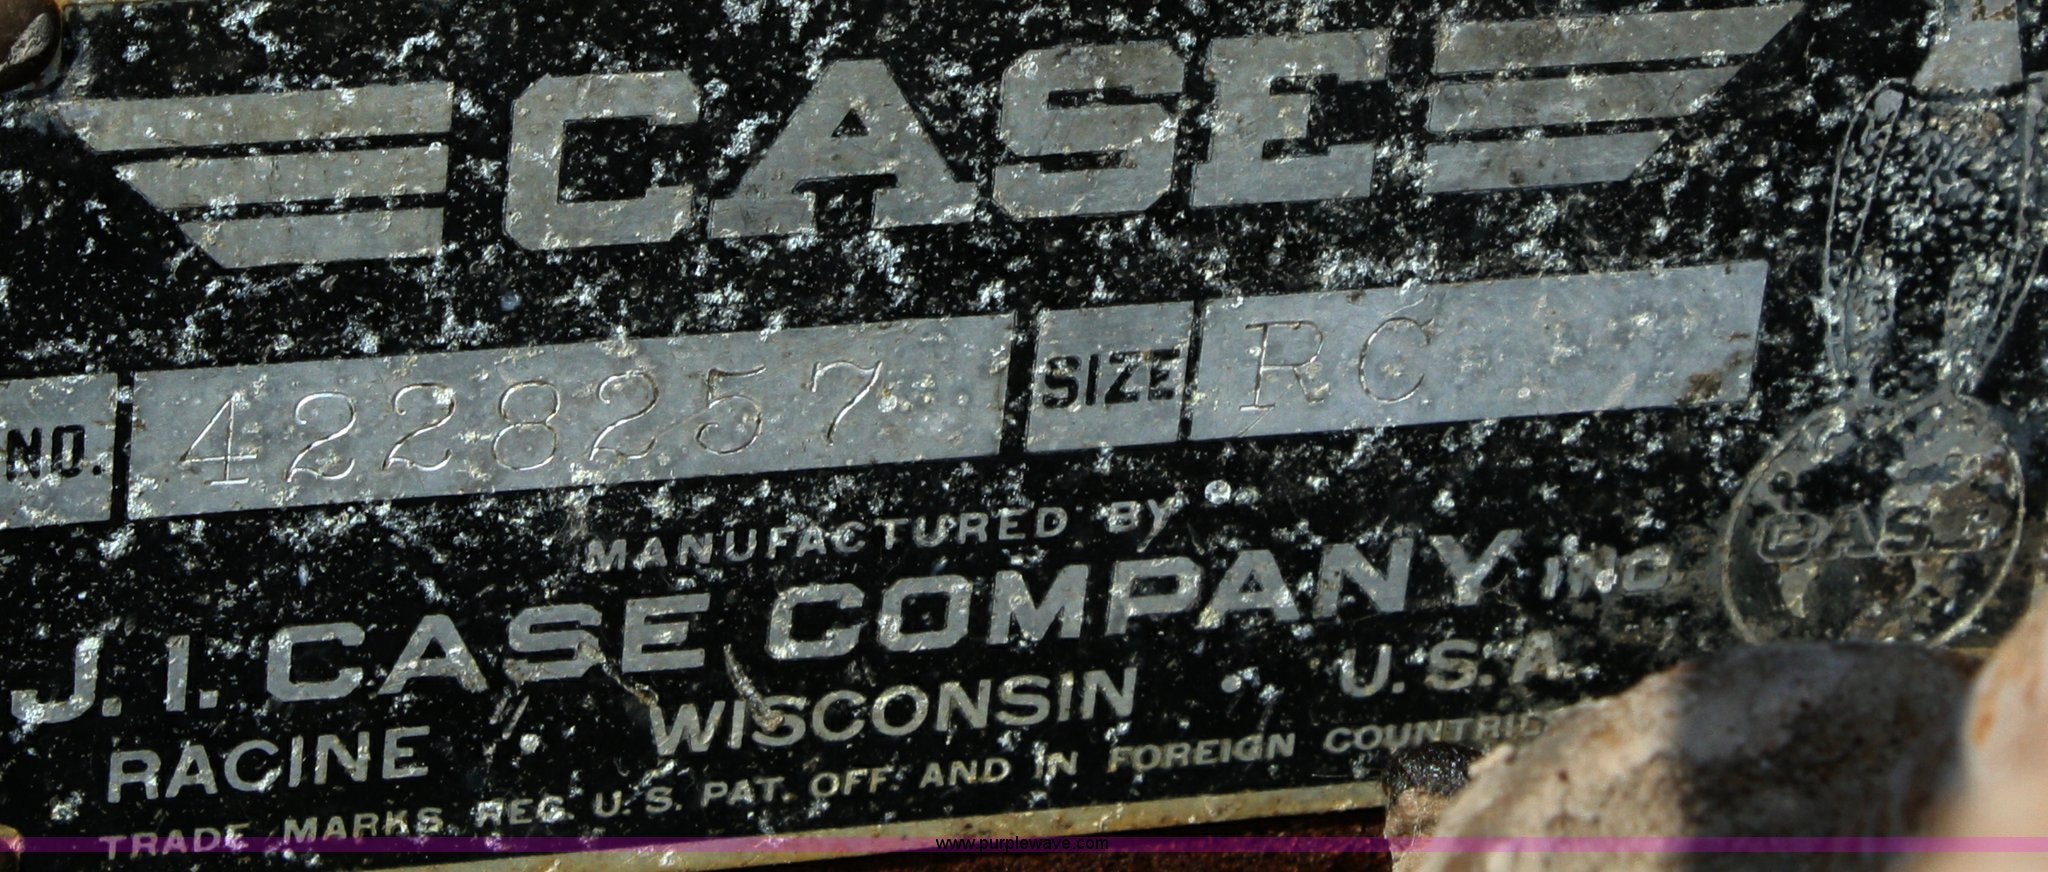 CASE
NO. 4228257 SIZE RC
CASE
MANUFACTURED BY
J. I. CASE COMPANY INC.
RACINE • WISCONSIN • U. S. A.
TRADE MARKS REG. U. S. PAT. OFF. AND IN FOREIGN COUNTRIE
www.purplewave.com